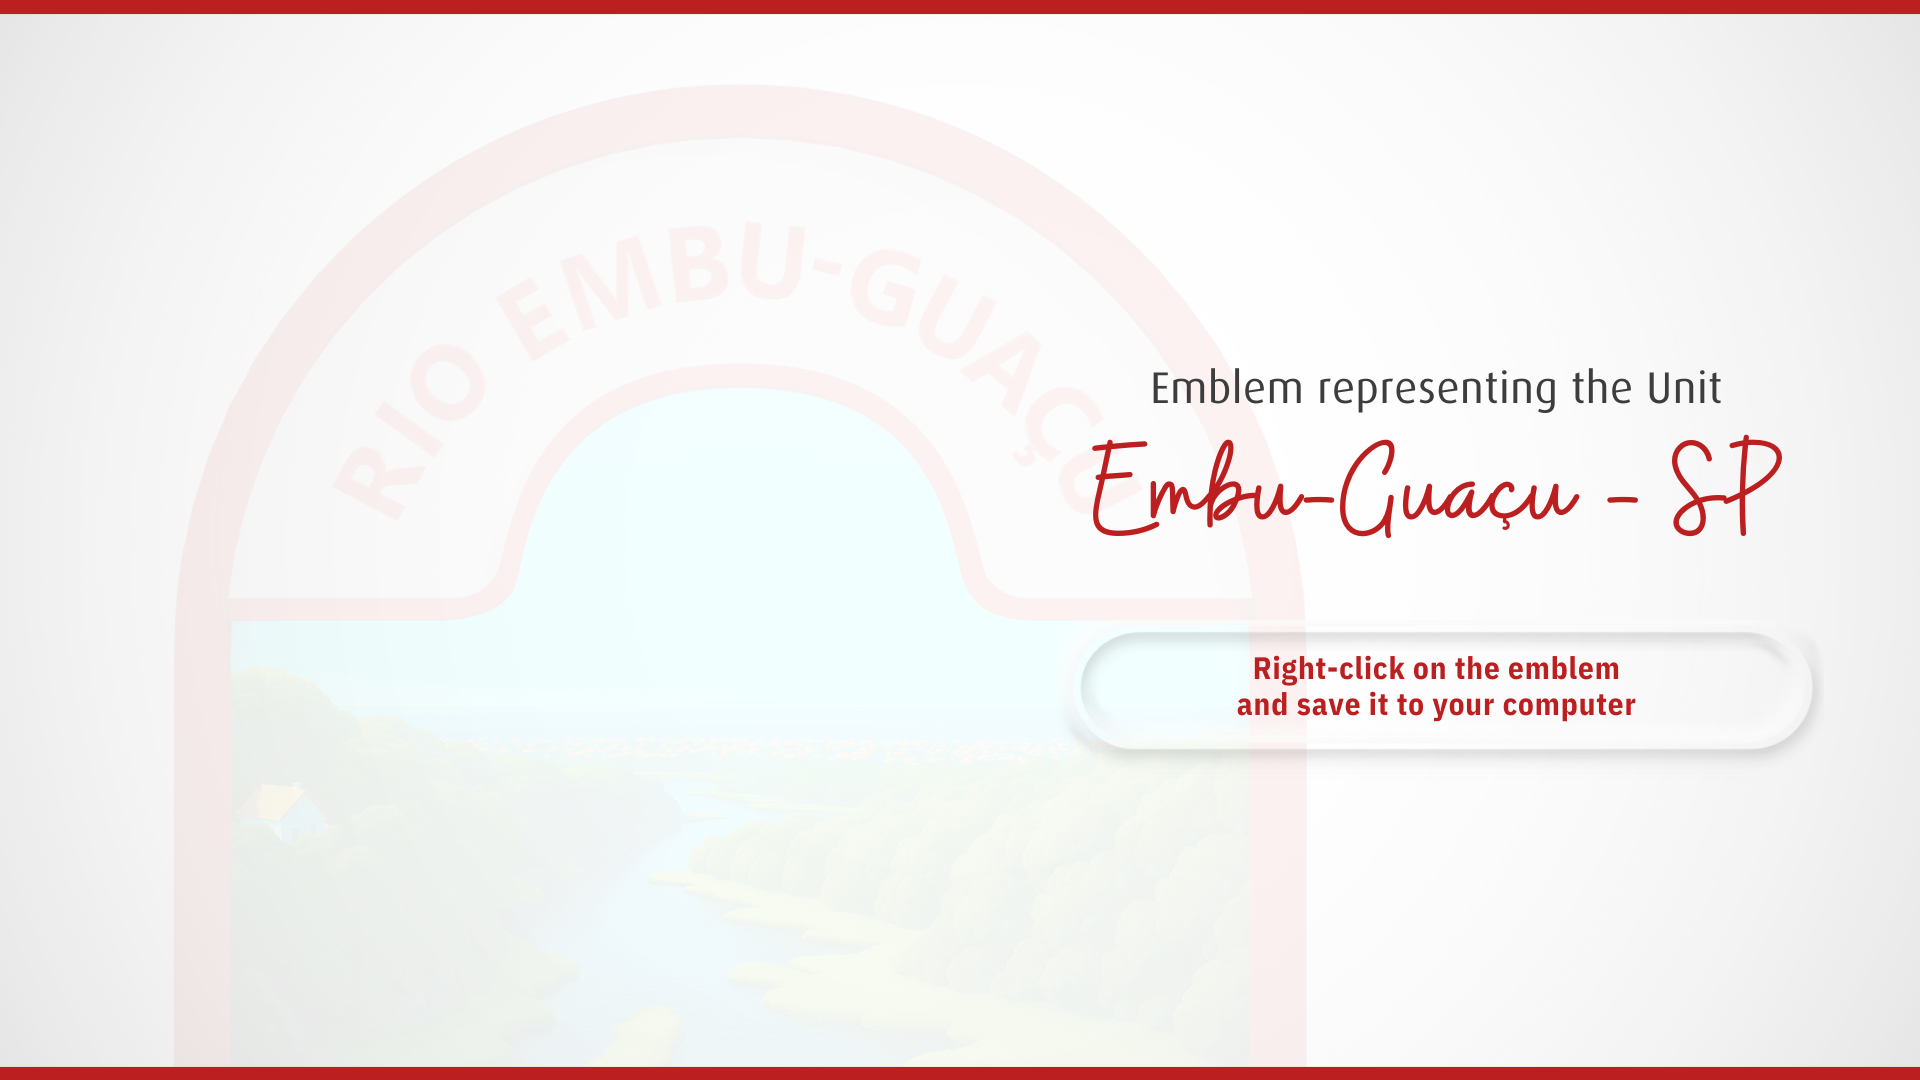 RIO EMBU-GUAÇU
Emblem representing the Unit
Embu-Guaçu - SP
Right-click on the emblem
and save it to your computer